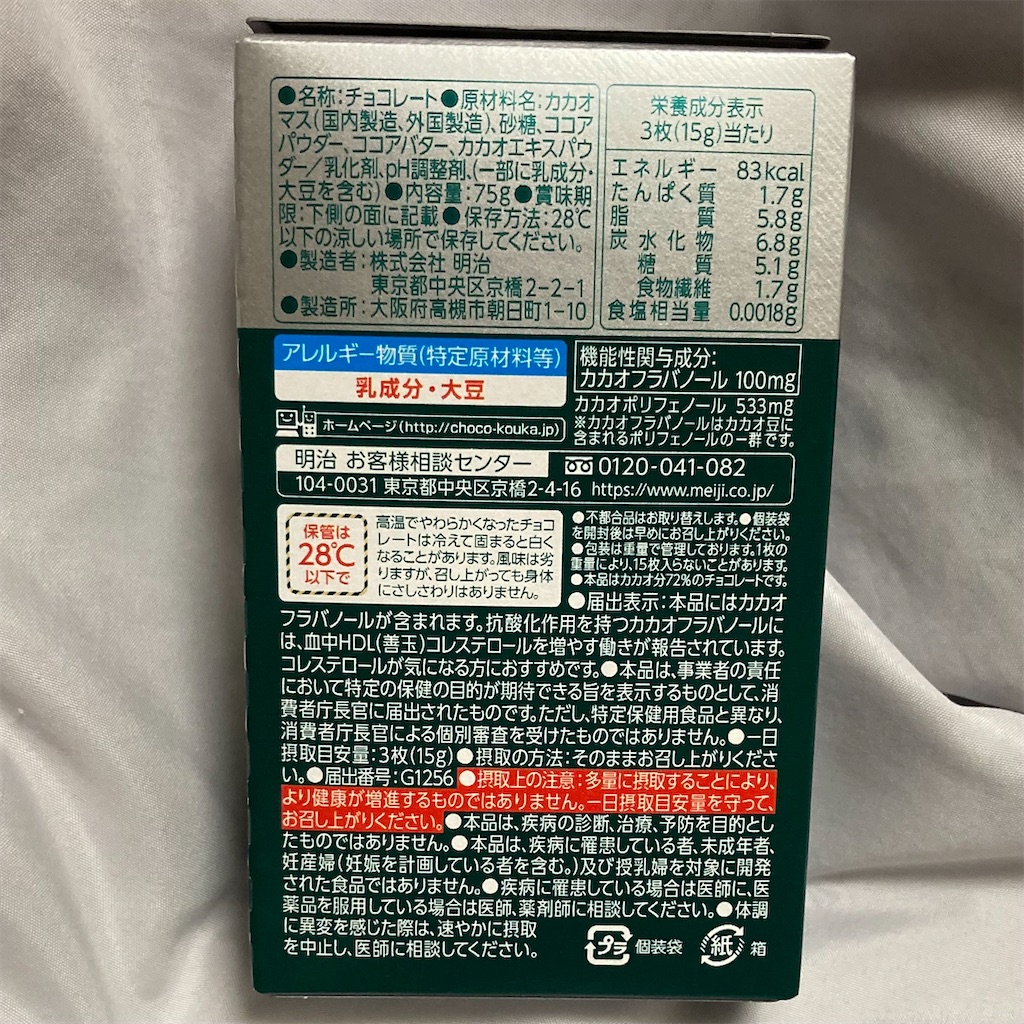 ●名称:チョコレート●原材料名:カカオ
マス(国内製造、外国製造)、砂糖、ココア
パウダー、ココアバター、カカオエキスパウ
ダー/乳化剤、pH調整剤、(一部に乳成分・
大豆を含む)●内容量:75g●賞味期
限:下側の面に記載●保存方法:28℃
以下の涼しい場所で保存してください。
●製造者:株式会社 明治
東京都中央区京橋2-2-1
●製造所:大阪府高槻市朝日町1-10
栄養成分表示
3枚(15g)当たり
エネルギー 83kcal
たんぱく質 1.7g
脂質 5.8g
炭水化物 6.8g
糖質 5.1g
食物繊維 1.7g
食塩相当量 0.0018g
アレルギー物質(特定原材料等)
乳成分・大豆
機能性関与成分:
カカオフラバノール 100mg
カカオポリフェノール 533mg
※カカオフラバノールはカカオ豆に
含まれるポリフェノールの一群です。
ホームページ(http://choco-kouka.jp)
明治 お客様相談センター 0120-041-082
104-0031 東京都中央区京橋2-4-16 https://www.meiji.co.jp/
保管は
28℃
以下で
高温でやわらかくなったチョコ
レートは冷えて固まると白く
なることがあります。風味は劣
りますが、召し上がっても身体
にさしさわりはありません。
●不都合品はお取り替えします。●個装袋
を開封後は早めにお召し上がりください。
●包装は重量で管理しております。1枚の
重量により、15枚入らないことがあります。
●本品はカカオ分72%のチョコレートです。
●届出表示:本品にはカカオ
フラバノールが含まれます。抗酸化作用を持つカカオフラバノールに
は、血中HDL(善玉)コレステロールを増やす働きが報告されています。
コレステロールが気になる方におすすめです。●本品は、事業者の責任
において特定の保健の目的が期待できる旨を表示するものとして、消
費者庁長官に届出されたものです。ただし、特定保健用食品と異なり、
消費者庁長官による個別審査を受けたものではありません。●一日
摂取目安量:3枚(15g)●摂取の方法:そのままお召し上がりくださ
い。●届出番号:G1256●摂取上の注意:多量に摂取することにより、
より健康が増進するものではありません。一日摂取目安量を守って、
お召し上がりください。●本品は、疾病の診断、治療、予防を目的とし
たものではありません。●本品は、疾病に罹患している者、未成年者、
妊産婦(妊娠を計画している者を含む。)及び授乳婦を対象に開発
された食品ではありません。●疾病に罹患している場合は医師に、医
薬品を服用している場合は医師、薬剤師に相談してください。●体調
に異変を感じた際は、速やかに摂取
を中止し、医師に相談してください。
プラ 個装袋 紙 箱